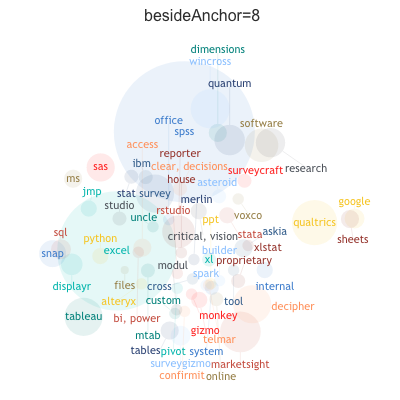 besideAnchor=8
dimensions
wincross
quantum
office
software
spss
access
reporter
ibm
clear, decisions
sas
surveycraft
research
house
ms
asteroid
jmp
stat
survey
merlin
google
studio
rstudio
voxco
uncle
ppt
qualtrics
sql
python
critical, vision
stata
askia
sheets
snap
excel
builder
xlstat
xl
proprietary
modul
spark
displayr
files
cross
internal
alteryx
custom
tool
decipher
tableau
bi, power
monkey
mtab
gizmo
telmar
tables
pivot
system
surveygizmo
marketsight
confirmit
online